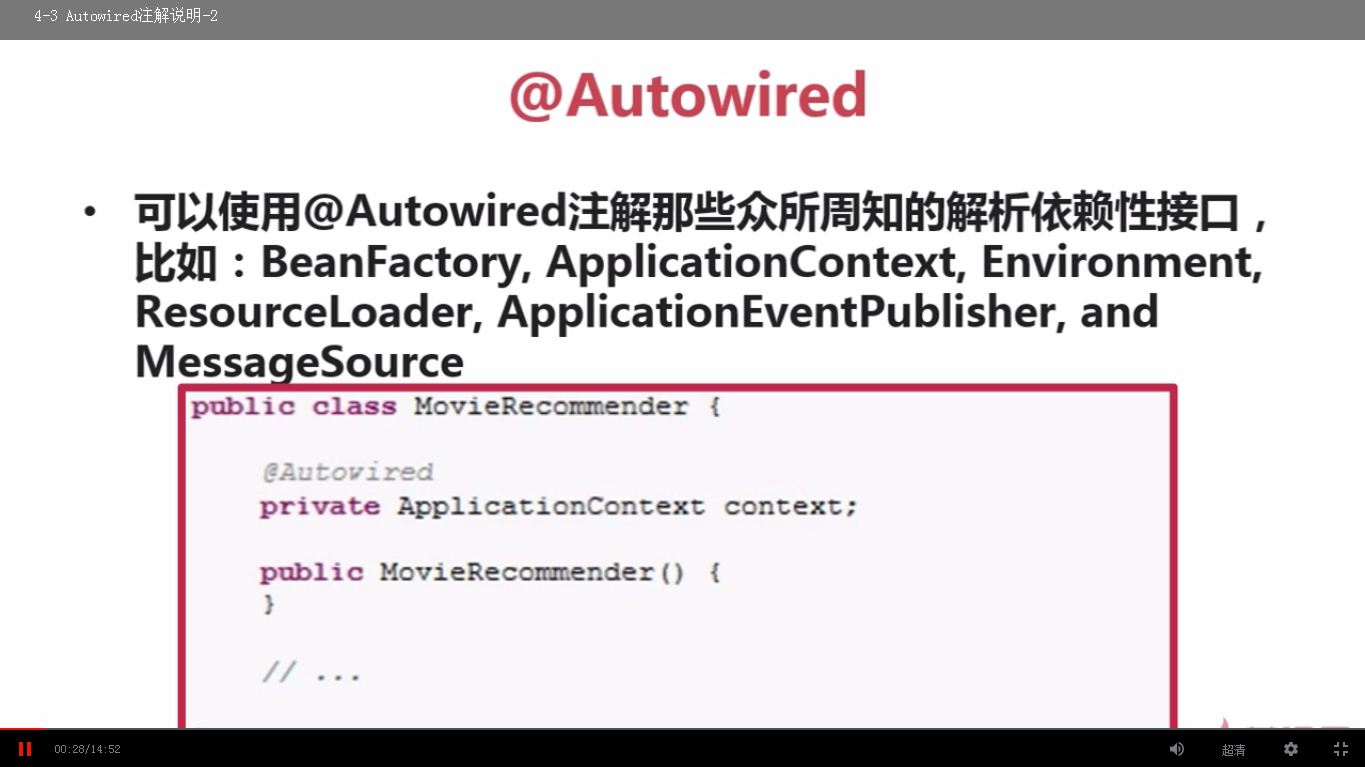 4-3 Autowired注解说明-2
@Autowired
• 可以使用@Autowired注解那些众所周知的解析依赖性接口，
比如：BeanFactory, ApplicationContext, Environment,
ResourceLoader, ApplicationEventPublisher, and
MessageSource
public class MovieRecommender {
@Autowired
private ApplicationContext context;
public MovieRecommender() {
}
// ...
00:28/14:52
超清